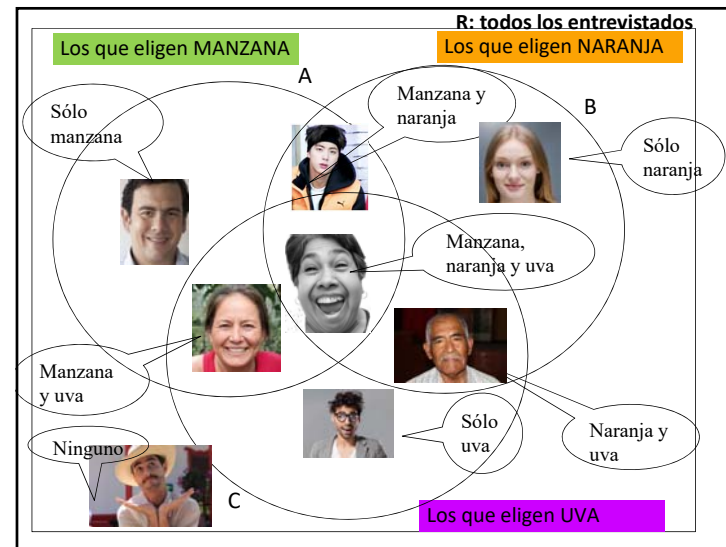 R: todos los entrevistados
Los que eligen MANZANA
Los que eligen NARANJA
A
B
Sólo
manzana
Manzana y
naranja
Sólo
naranja
Manzana,
naranja y uva
Manzana
y uva
Naranja y
uva
Sólo
uva
Ninguno
C
Los que eligen UVA